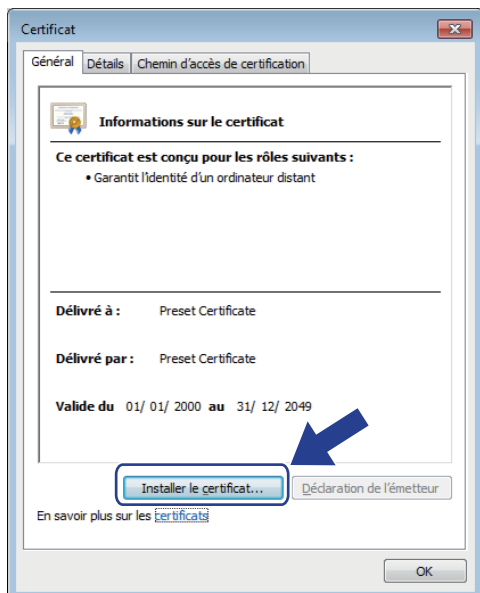 Certificat
Général Détails Chemin d'accès de certification
Informations sur le certificat
Ce certificat est conçu pour les rôles suivants :
• Garantit l'identité d'un ordinateur distant
Délivré à : Preset Certificate
Délivré par : Preset Certificate
Valide du 01/ 01/ 2000 au 31/ 12/ 2049
Installer le certificat... Déclaration de l'émetteur
En savoir plus sur les certificats
OK